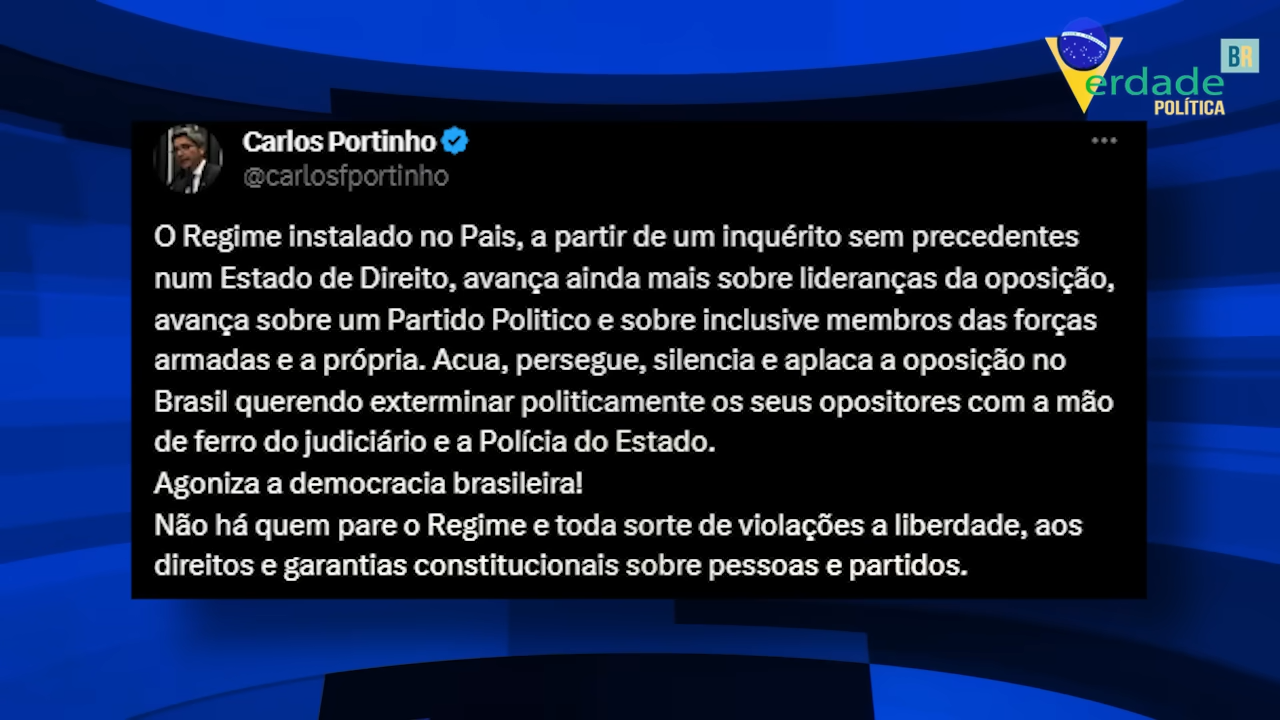 BR
Verdade
POLÍTICA
Carlos Portinho
@carlosfportinho
O Regime instalado no Pais, a partir de um inquérito sem precedentes
num Estado de Direito, avança ainda mais sobre lideranças da oposição,
avança sobre um Partido Politico e sobre inclusive membros das forças
armadas e a própria. Acua, persegue, silencia e aplaca a oposição no
Brasil querendo exterminar politicamente os seus opositores com a mão
de ferro do judiciário e a Polícia do Estado.
Agoniza a democracia brasileira!
Não há quem pare o Regime e toda sorte de violações a liberdade, aos
direitos e garantias constitucionais sobre pessoas e partidos.